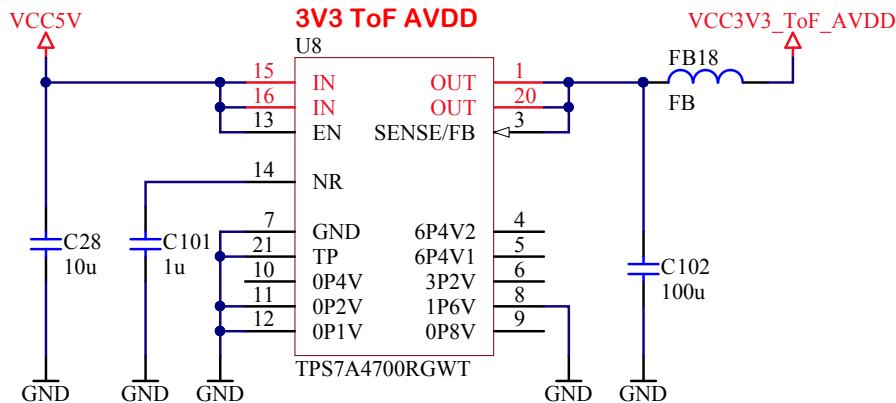 3V3 ToF AVDD
VCC5V
VCC3V3_ToF_AVDD
U8
FB18
FB
15 IN OUT 1
16 IN OUT 20
13 EN SENSE/FB 3
14 NR
7 GND 6P4V2 4
21 TP 6P4V1 5
10 0P4V 3P2V 6
11 0P2V 1P6V 8
12 0P1V 0P8V 9
C28
10u
C101
1u
C102
100u
TPS7A4700RGWT
GND GND GND GND GND